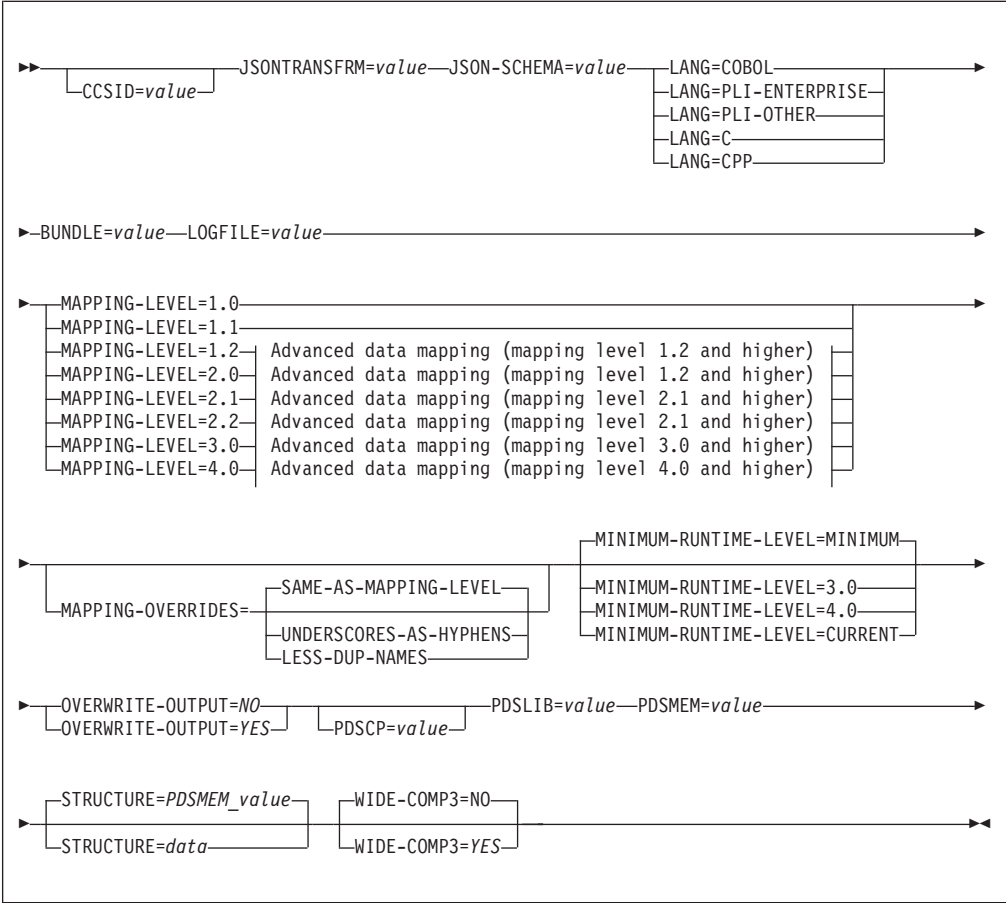 JSONTRANSFRM=value JSON-SCHEMA=value LANG=COBOL
CCSID=value LANG=PLI-ENTERPRISE
LANG=PLI-OTHER
LANG=C
LANG=CPP
BUNDLE=value LOGFILE=value
MAPPING-LEVEL=1.0
MAPPING-LEVEL=1.1
MAPPING-LEVEL=1.2 Advanced data mapping (mapping level 1.2 and higher)
MAPPING-LEVEL=2.0 Advanced data mapping (mapping level 1.2 and higher)
MAPPING-LEVEL=2.1 Advanced data mapping (mapping level 2.1 and higher)
MAPPING-LEVEL=2.2 Advanced data mapping (mapping level 2.1 and higher)
MAPPING-LEVEL=3.0 Advanced data mapping (mapping level 3.0 and higher)
MAPPING-LEVEL=4.0 Advanced data mapping (mapping level 4.0 and higher)
MINIMUM-RUNTIME-LEVEL=MINIMUM
SAME-AS-MAPPING-LEVEL MINIMUM-RUNTIME-LEVEL=3.0
MAPPING-OVERRIDES= MINIMUM-RUNTIME-LEVEL=4.0
UNDERSCORES-AS-HYPHENS MINIMUM-RUNTIME-LEVEL=CURRENT
LESS-DUP-NAMES
OVERWRITE-OUTPUT=NO PDSLIB=value PDSMEM=value
OVERWRITE-OUTPUT=YES PDSCP=value
STRUCTURE=PDSMEM_value WIDE-COMP3=NO
STRUCTURE=data WIDE-COMP3=YES